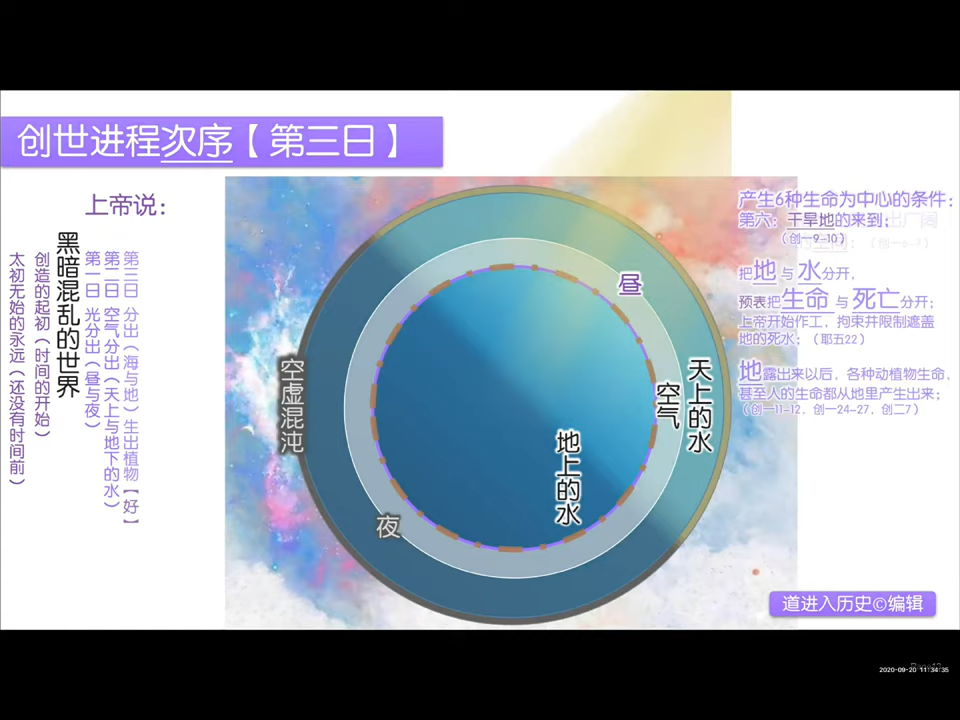 创世进程次序【第三日】
上帝说：
第三日 分出（海与地）生出植物【好】
第二日 空气分出（天上与地下的水）
第一日 光分出（昼与夜）
黑暗混乱的世界
创造的起初（时间的开始）
太初无始的永远（还没有时间前）
空虚混沌
昼
夜
天上的水
空气
地上的水
产生6种生命为中心的条件：
第六：干旱地的来到；
（创一9-10）
把地与水分开，
预表把生命与死亡分开；
上帝开始作工，拘束并限制遮盖
地的死水；（耶五22）
地露出来以后，各种动植物生命，
甚至人的生命都从地里产生出来；
（创一11-12，创一24-27，创二7）
道进入历史©编辑
2020-09-20 11:34:35